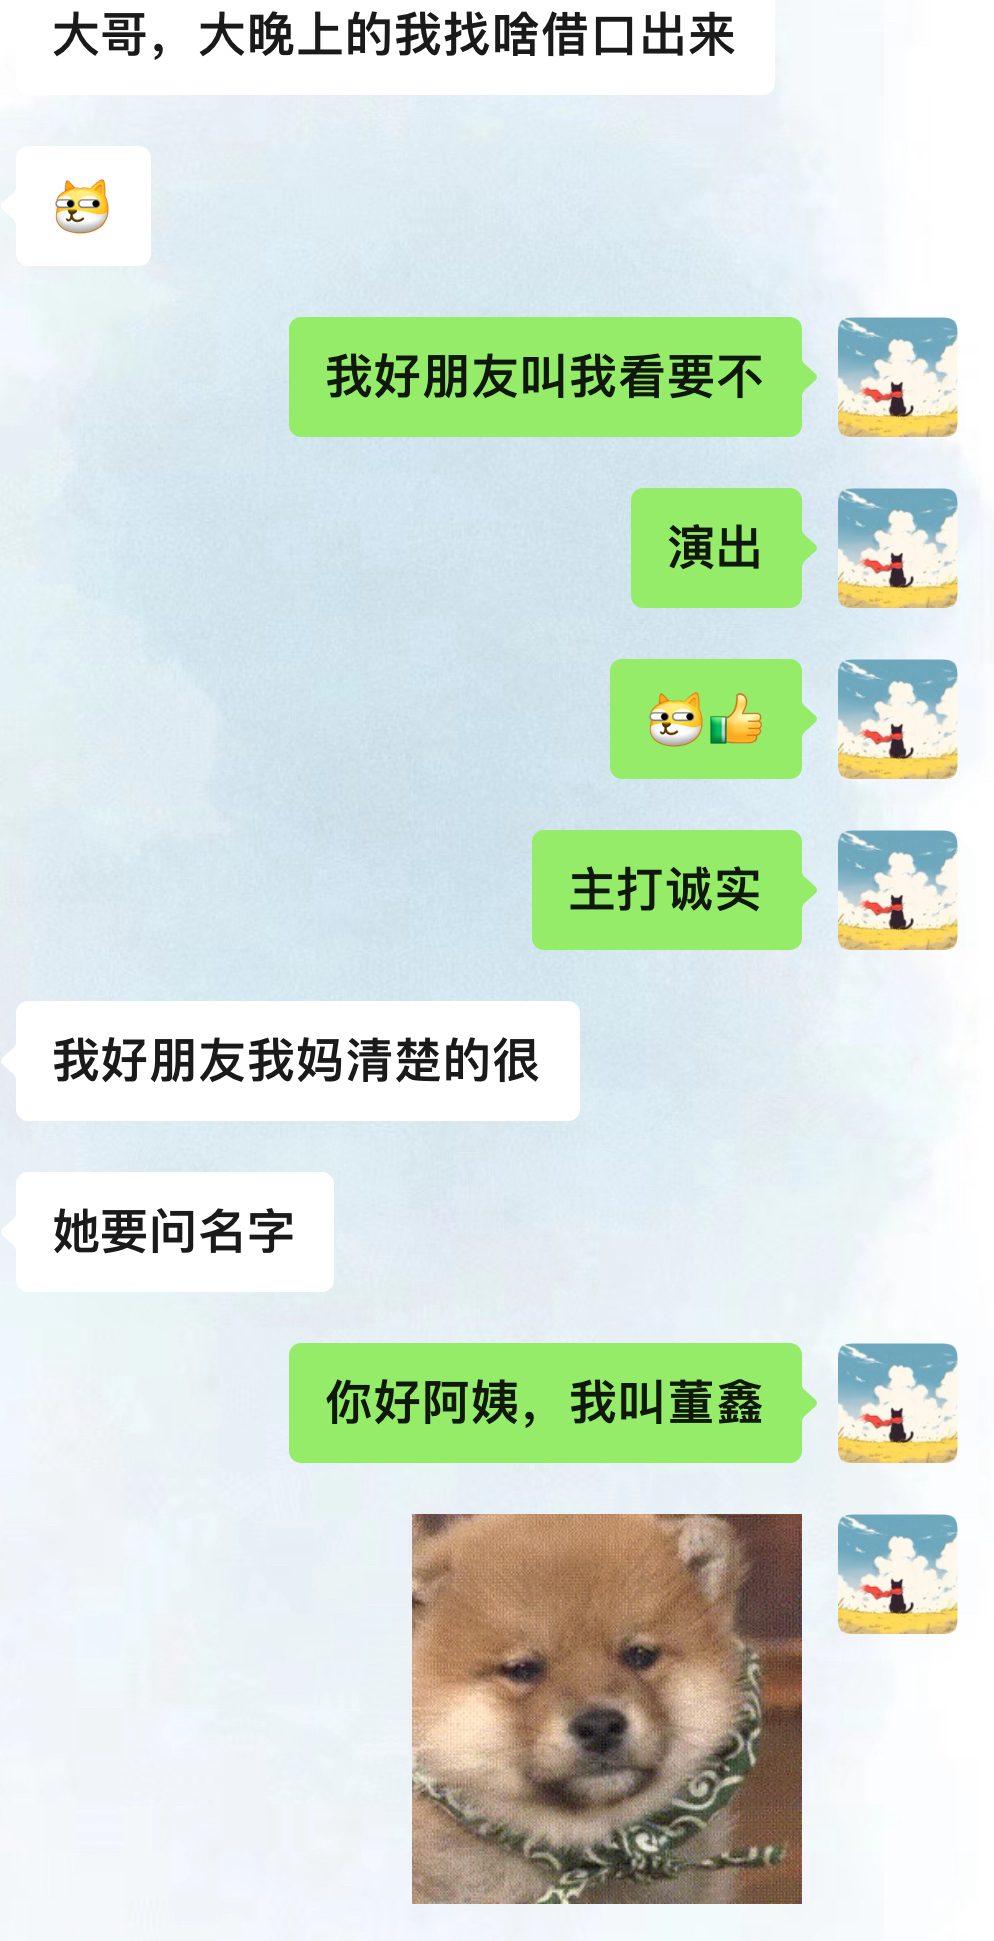 大哥，大晚上的我找啥借口出来
我好朋友叫我看要不
演出
主打诚实
我好朋友我妈清楚的很
她要问名字
你好阿姨，我叫董鑫